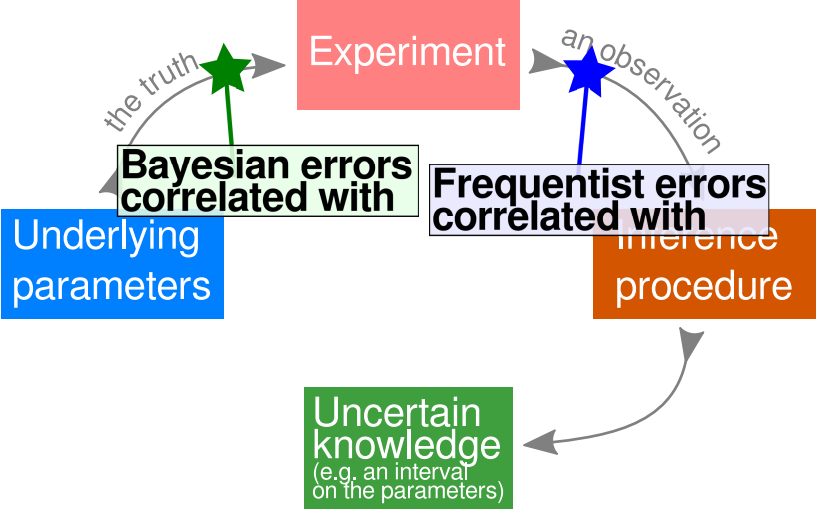 the truth
Experiment
an observation
Bayesian errors
correlated with
Frequentist errors
correlated with
Underlying
parameters
Inference
procedure
Uncertain
knowledge
(e.g. an interval
on the parameters)